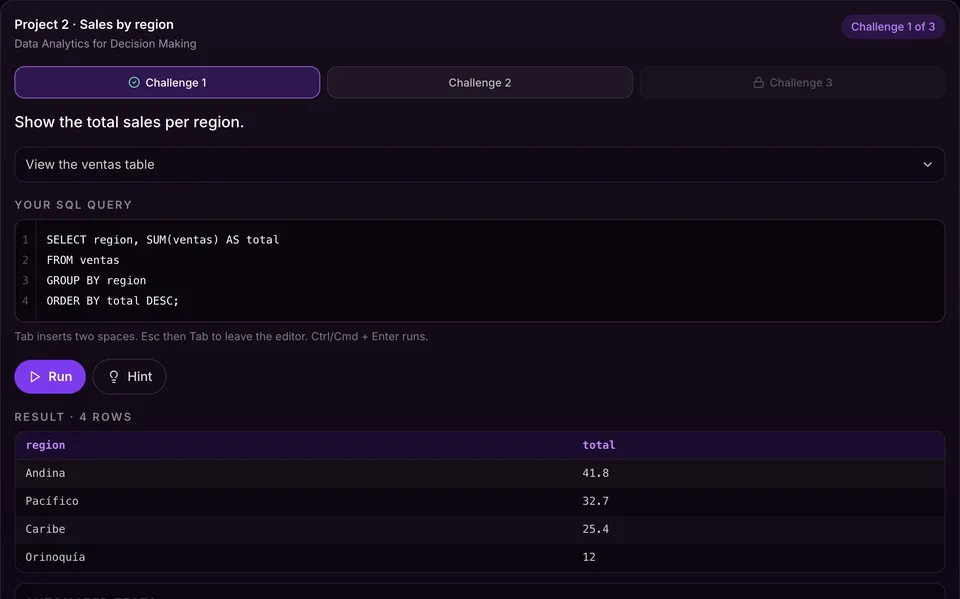 Project 2 · Sales by region
Challenge 1 of 3
Data Analytics for Decision Making
Challenge 1
Challenge 2
Challenge 3
Show the total sales per region.
View the ventas table
YOUR SQL QUERY
1 SELECT region, SUM(ventas) AS total
2 FROM ventas
3 GROUP BY region
4 ORDER BY total DESC;
Tab inserts two spaces. Esc then Tab to leave the editor. Ctrl/Cmd + Enter runs.
Run
Hint
RESULT · 4 ROWS
region total
Andina 41.8
Pacífico 32.7
Caribe 25.4
Orinoquía 12